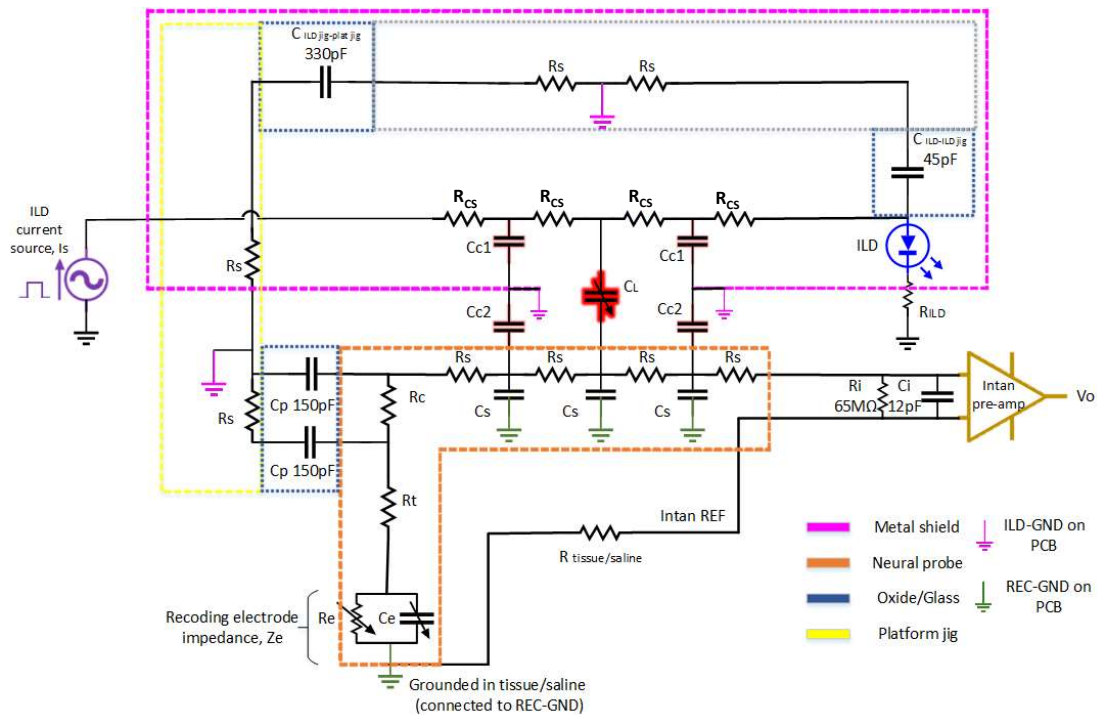 C ILD jig-plat jig
330pF
Rs
Rs
C ILD-ILD jig
45pF
ILD
current
source, Is
Rcs
Rcs
Rcs
Rcs
Cc1
Cc1
ILD
Rs
CL
RILD
Cc2
Cc2
Rs
Rs
Rs
Rs
Rs
Cp 150pF
Rc
Cs
Cs
Cs
Ri
65MΩ
Ci
12pF
Intan
pre-amp
Vo
Cp 150pF
Rt
Intan REF
R tissue/saline
Metal shield
Neural probe
Oxide/Glass
Platform jig
ILD-GND on
PCB
REC-GND on
PCB
Recoding electrode
impedance, Ze
Re
Ce
Grounded in tissue/saline
(connected to REC-GND)